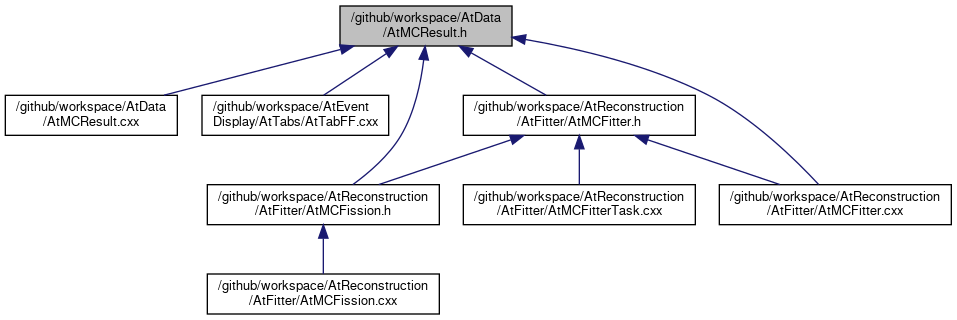 /github/workspace/AtData
/AtMCResult.h
/github/workspace/AtData
/AtMCResult.cxx
/github/workspace/AtEvent
Display/AtTabs/AtTabFF.cxx
/github/workspace/AtReconstruction
/AtFitter/AtMCFitter.h
/github/workspace/AtReconstruction
/AtFitter/AtMCFission.h
/github/workspace/AtReconstruction
/AtFitter/AtMCFitterTask.cxx
/github/workspace/AtReconstruction
/AtFitter/AtMCFitter.cxx
/github/workspace/AtReconstruction
/AtFitter/AtMCFission.cxx